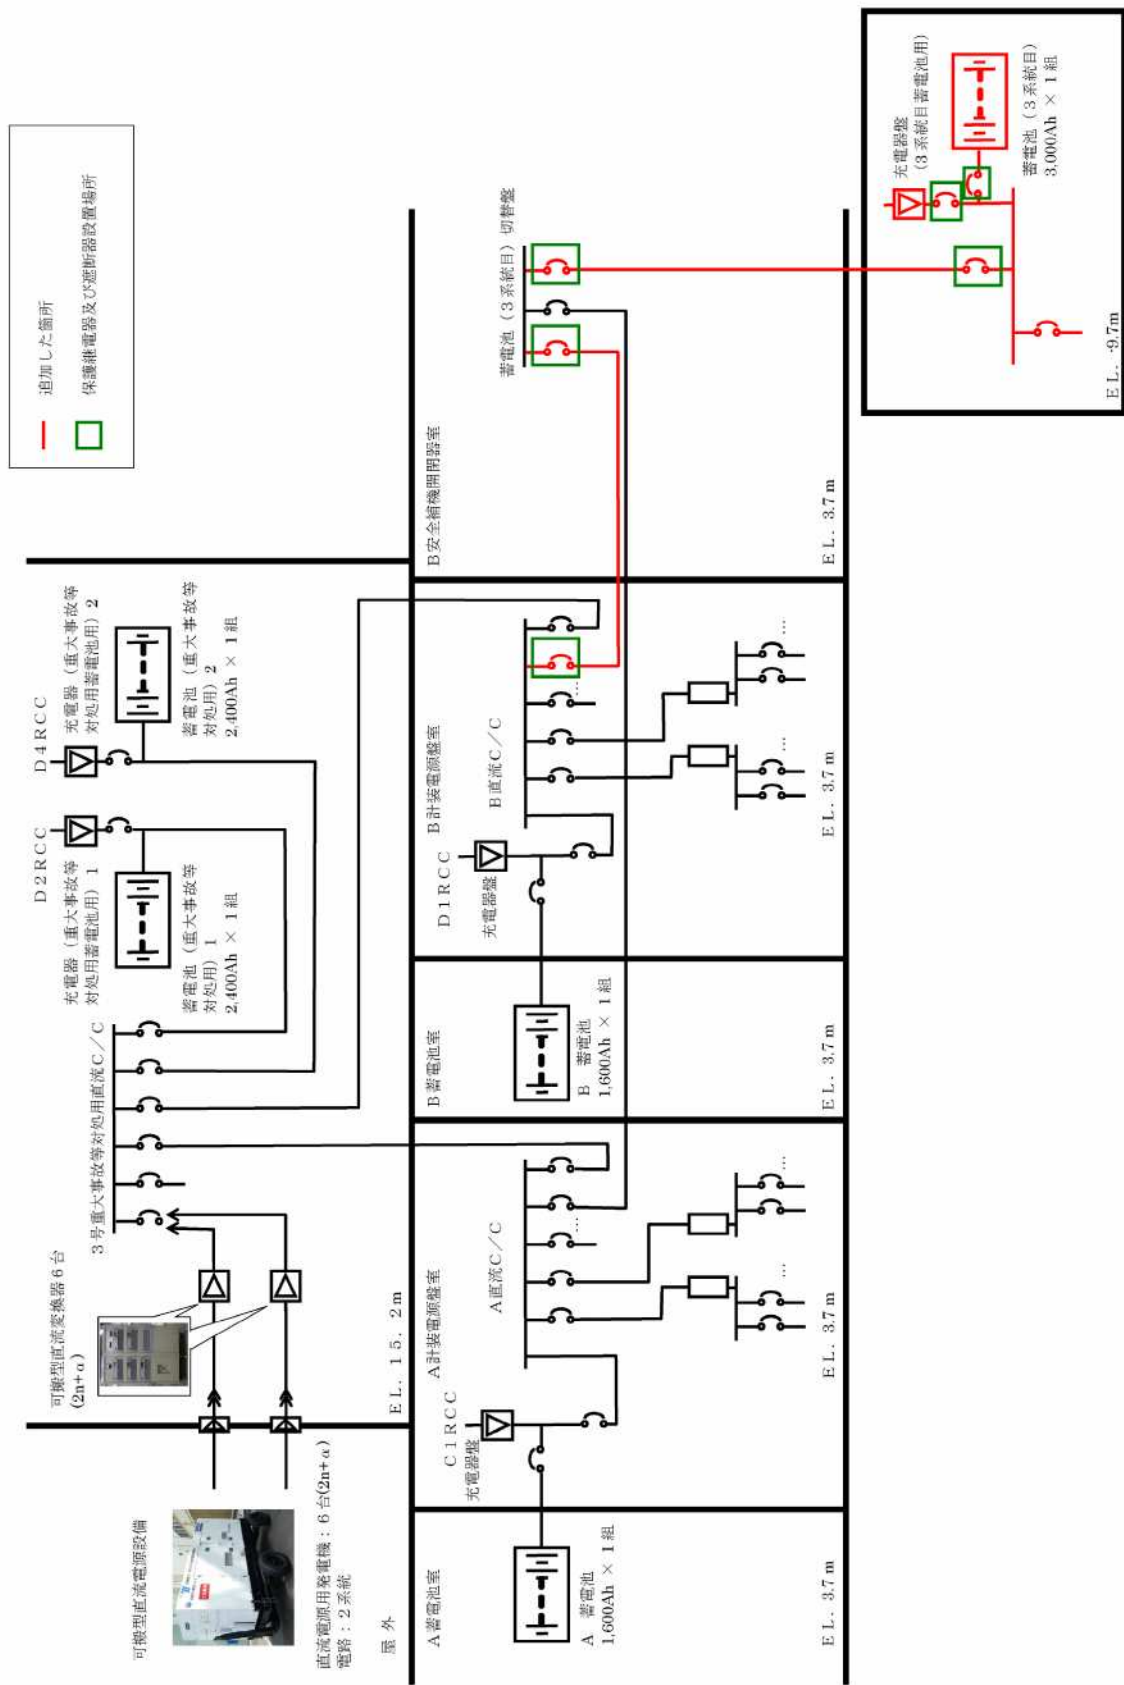 追加した箇所
保護継電器及び遮断器設置場所
可搬型直流電源設備
直流電源用発電機：6台(2n+α)
電路：2系統
屋外
可搬型直流変換器6台
(2n+α)
3号重大事故等対処用直流C／C
D2RCC
充電器（重大事故等
対処用蓄電池用）1
蓄電池（重大事故等
対処用）1
2,400Ah × 1組
D4RCC
充電器（重大事故等
対処用蓄電池用）2
蓄電池（重大事故等
対処用）2
2,400Ah × 1組
EL．15．2m
A蓄電池室
A 蓄電池
1,600Ah × 1組
EL．3.7m
A計装電源盤室
C1RCC
充電器盤
A直流C／C
…
…
…
EL．3.7m
B蓄電池室
B 蓄電池
1,600Ah × 1組
EL．3.7m
B計装電源盤室
D1RCC
充電器盤
B直流C／C
…
…
…
EL．3.7m
B安全補機開閉器室
蓄電池（3系統目）切替盤
EL．3.7m
充電器盤
（3系統目蓄電池用）
蓄電池（3系統目）
3,000Ah × 1組
EL．-9.7m